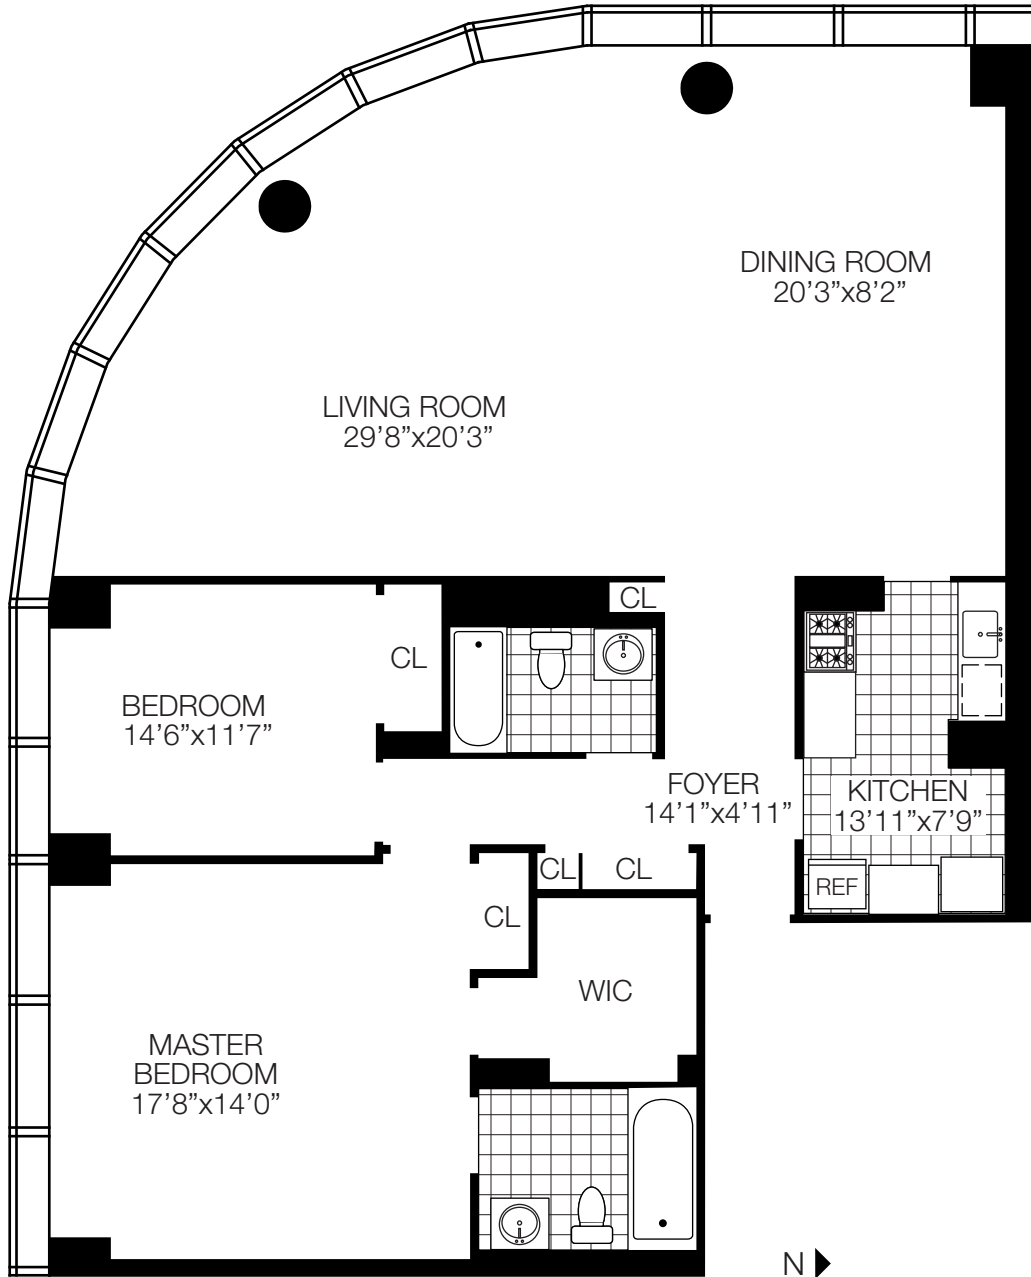 DINING ROOM
20’3”x8’2”
LIVING ROOM
29’8”x20’3”
CL
CL
BEDROOM
14’6”x11’7”
FOYER
14’1”x4’11”
KITCHEN
13’11”x7’9”
CL
CL
REF
CL
WIC
MASTER
BEDROOM
17’8”x14’0”
N